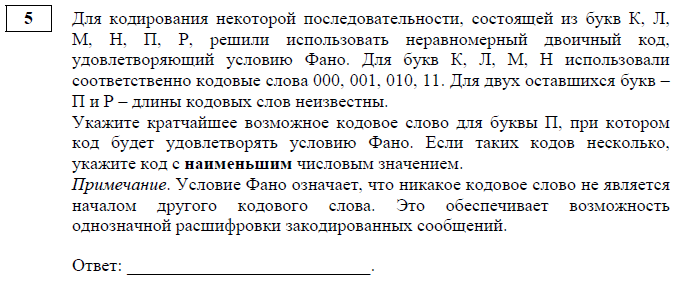 5
Для кодирования некоторой последовательности, состоящей из букв К, Л,
М, Н, П, Р, решили использовать неравномерный двоичный код,
удовлетворяющий условию Фано. Для букв К, Л, М, Н использовали
соответственно кодовые слова 000, 001, 010, 11. Для двух оставшихся букв –
П и Р – длины кодовых слов неизвестны.
Укажите кратчайшее возможное кодовое слово для буквы П, при котором
код будет удовлетворять условию Фано. Если таких кодов несколько,
укажите код с наименьшим числовым значением.
Примечание. Условие Фано означает, что никакое кодовое слово не является
началом другого кодового слова. Это обеспечивает возможность
однозначной расшифровки закодированных сообщений.
Ответ: ____________________________.